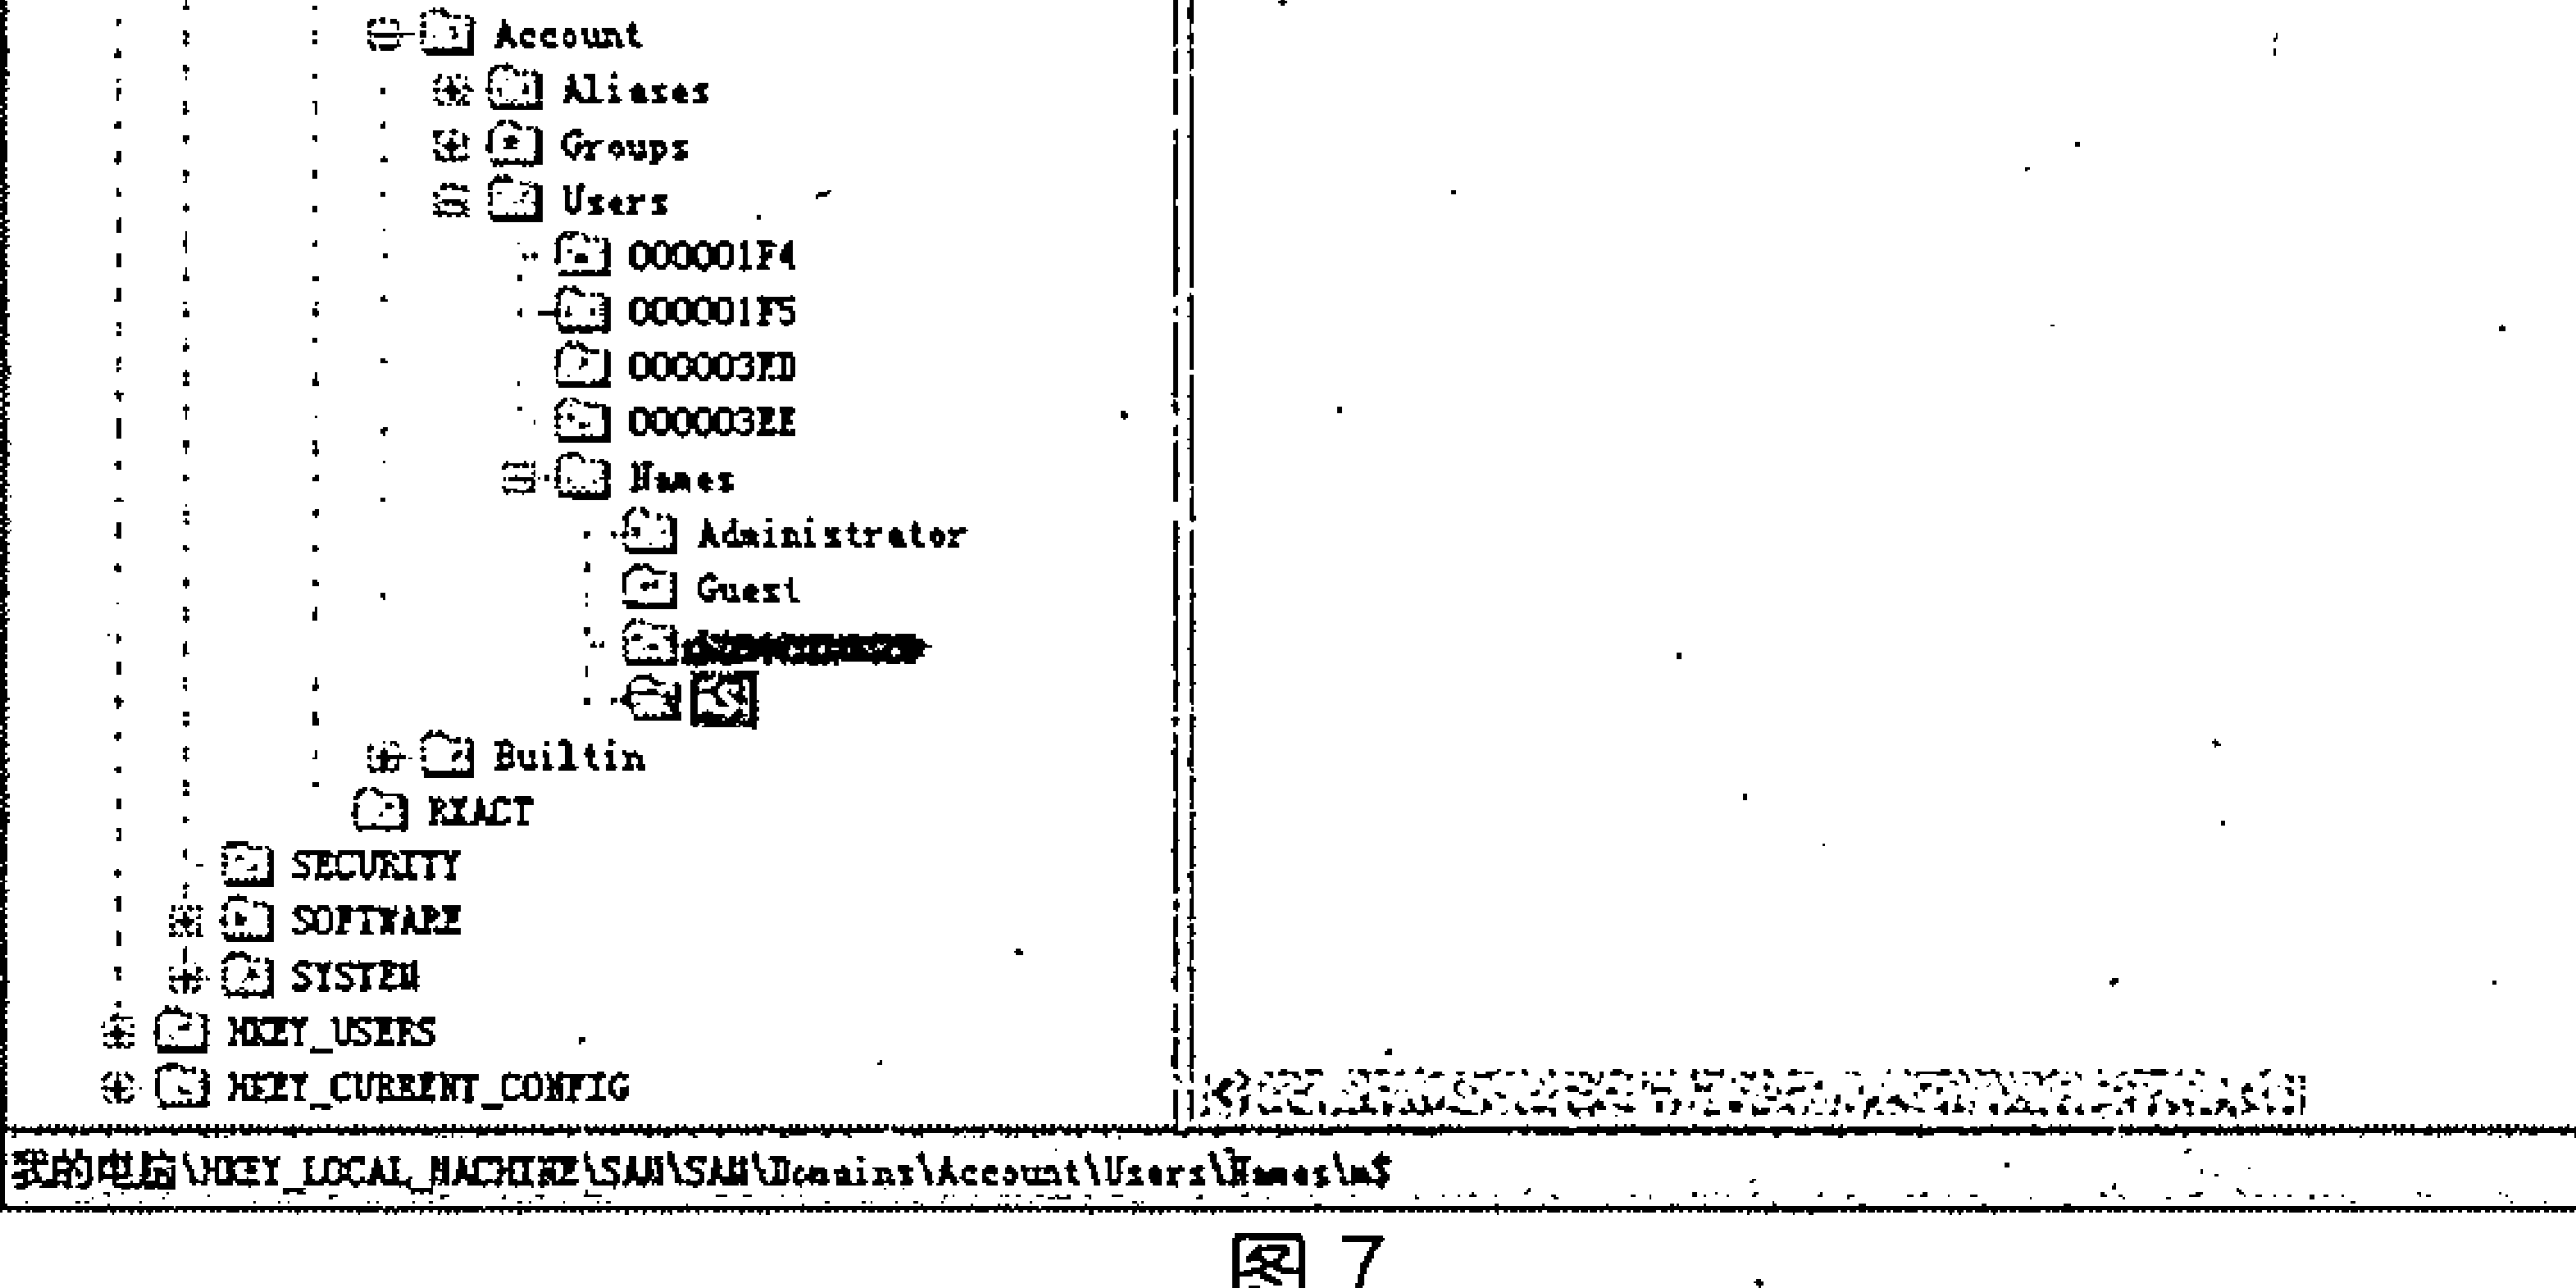 Account
Aliases
Groups
Users
000001F4
000001F5
000003ED
000003EE
Names
Administrator
Guest
Builtin
RXACT
SECURITY
SOFTWARE
SYSTEM
HKEY_USERS
HKEY_CURRENT_CONFIG
我的电脑\HKEY_LOCAL_MACHINE\SAM\SAM\Domains\Account\Users\Names\m$
图 7